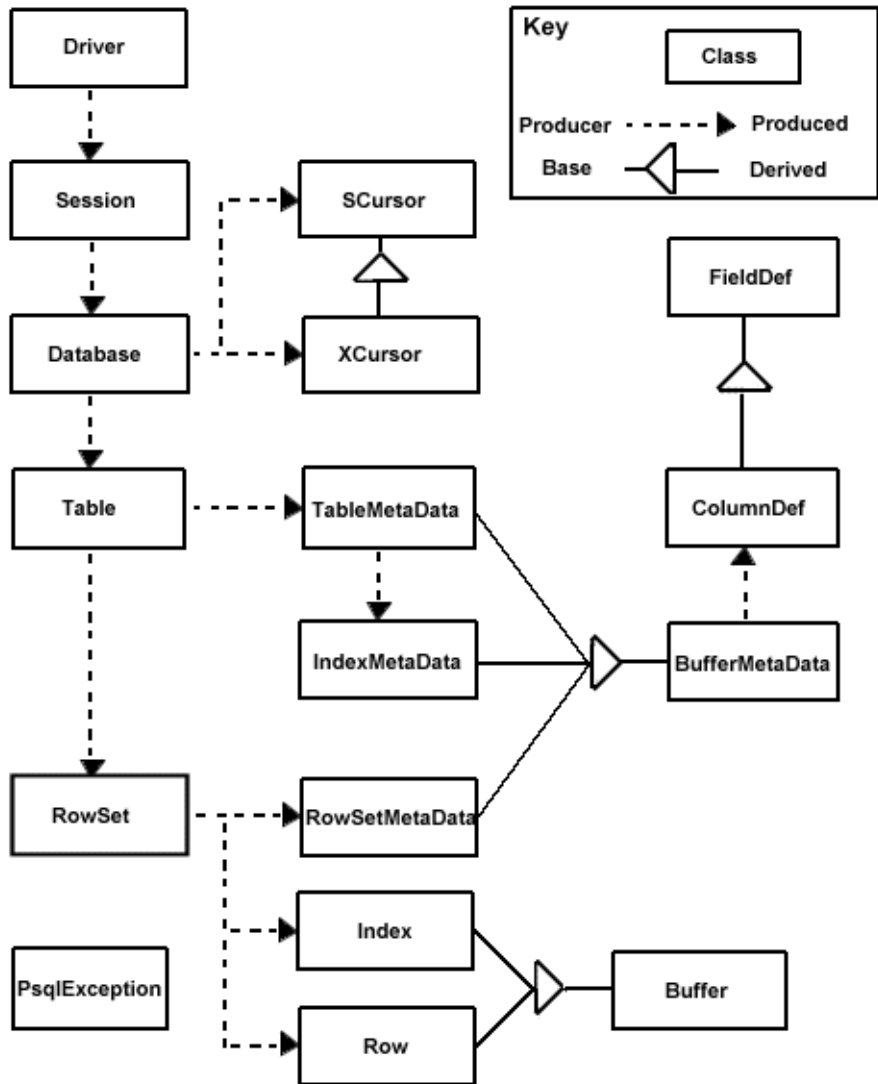 Driver
Key
Class
Producer
Produced
Base
Derived
Session
SCursor
FieldDef
Database
XCursor
Table
TableMetaData
ColumnDef
IndexMetaData
BufferMetaData
RowSet
RowSetMetaData
Index
PsqlException
Buffer
Row